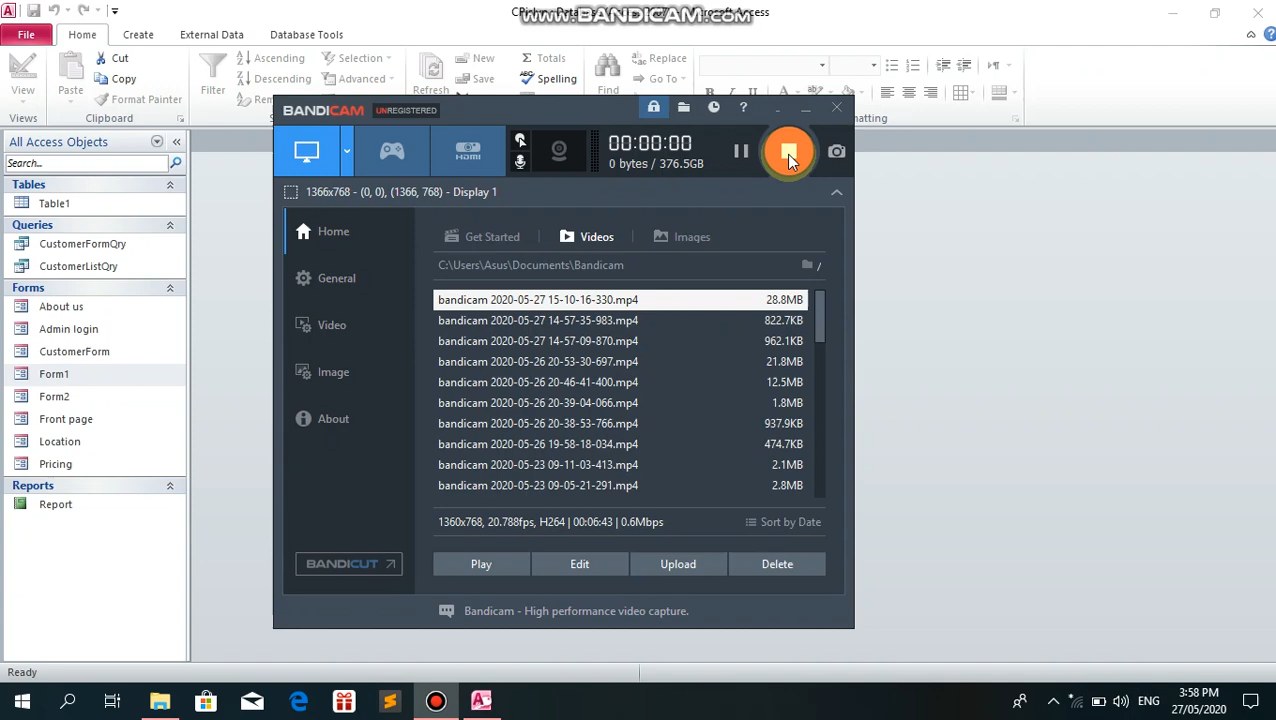 www.BANDICAM.com
Microsoft Access
File
Home
Create
External Data
Database Tools
View
Paste
Cut
Copy
Format Painter
Clipboard
Filter
Ascending
Descending
Selection
Advanced
Refresh
New
Save
Totals
Spelling
Find
Replace
Go To
All Access Objects
Search...
Tables
Table1
Queries
CustomerFormQry
CustomerListQry
Forms
About us
Admin login
CustomerForm
Form1
Form2
Front page
Location
Pricing
Reports
Report
BANDICAM UNREGISTERED
HDMI
00:00:00
0 bytes / 376.5GB
1366x768 - (0, 0), (1366, 768) - Display 1
Home
General
Video
Image
About
BANDICUT
Get Started
Videos
Images
C:\Users\Asus\Documents\Bandicam
bandicam 2020-05-27 15-10-16-330.mp4 28.8MB
bandicam 2020-05-27 14-57-35-983.mp4 822.7KB
bandicam 2020-05-27 14-57-09-870.mp4 962.1KB
bandicam 2020-05-26 20-53-30-697.mp4 21.8MB
bandicam 2020-05-26 20-46-41-400.mp4 12.5MB
bandicam 2020-05-26 20-39-04-066.mp4 1.8MB
bandicam 2020-05-26 20-38-53-766.mp4 937.9KB
bandicam 2020-05-26 19-58-18-034.mp4 474.7KB
bandicam 2020-05-23 09-11-03-413.mp4 2.1MB
bandicam 2020-05-23 09-05-21-291.mp4 2.8MB
1360x768, 20.788fps, H264 | 00:06:43 | 0.6Mbps
Sort by Date
Play
Edit
Upload
Delete
Bandicam - High performance video capture.
Ready
ENG
3:58 PM
27/05/2020